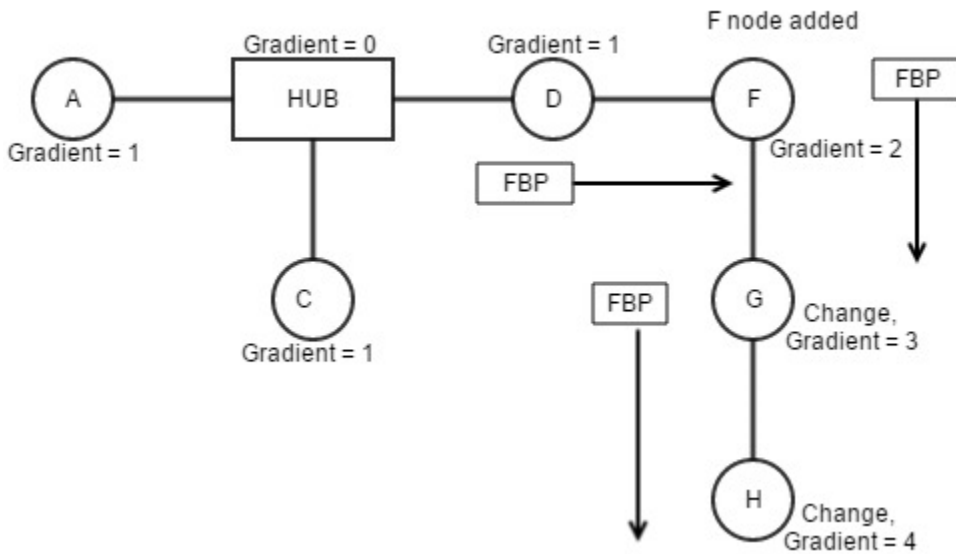 F node added
Gradient = 0
Gradient = 1
A
HUB
D
F
FBP
Gradient = 1
Gradient = 2
FBP
C
FBP
G
Change,
Gradient = 3
Gradient = 1
H
Change,
Gradient = 4